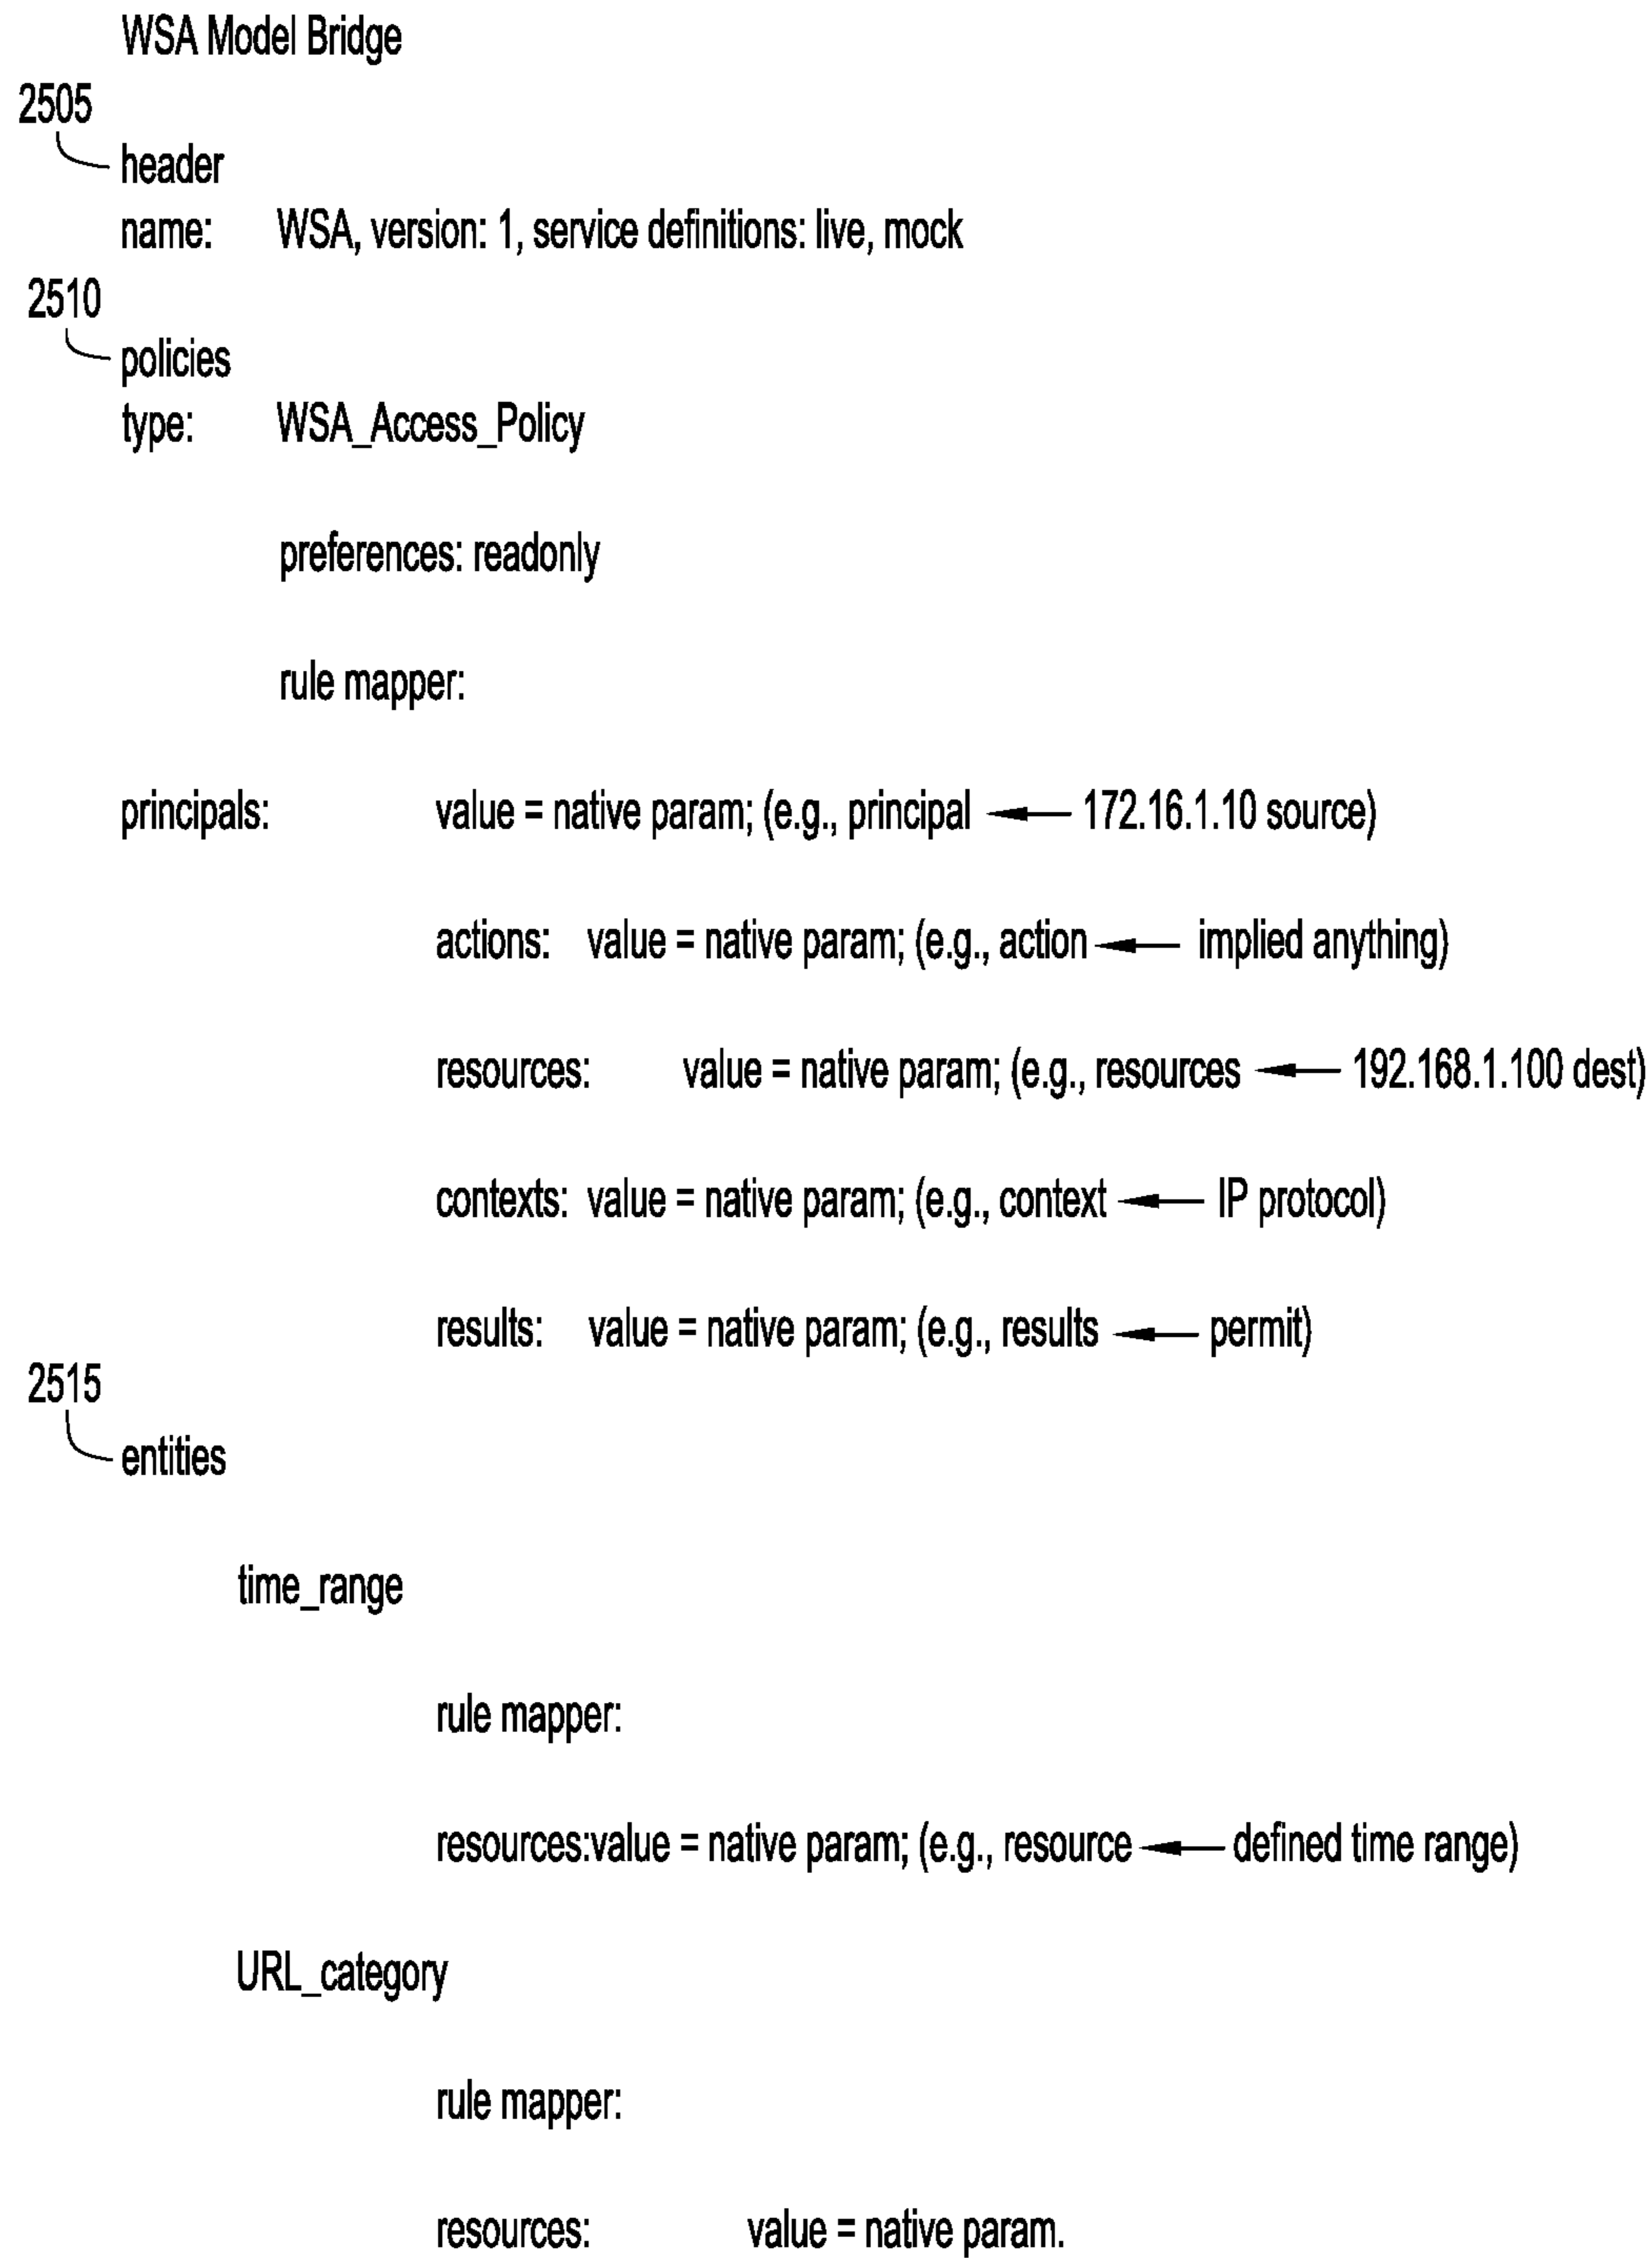 WSA Model Bridge
2505
header
name: WSA, version: 1, service definitions: live, mock
2510
policies
type: WSA_Access_Policy
preferences: readonly
rule mapper:
principals: value = native param; (e.g., principal ← 172.16.1.10 source)
actions: value = native param; (e.g., action ← implied anything)
resources: value = native param; (e.g., resources ← 192.168.1.100 dest)
contexts: value = native param; (e.g., context ← IP protocol)
results: value = native param; (e.g., results ← permit)
2515
entities
time_range
rule mapper:
resources:value = native param; (e.g., resource ← defined time range)
URL_category
rule mapper:
resources: value = native param.